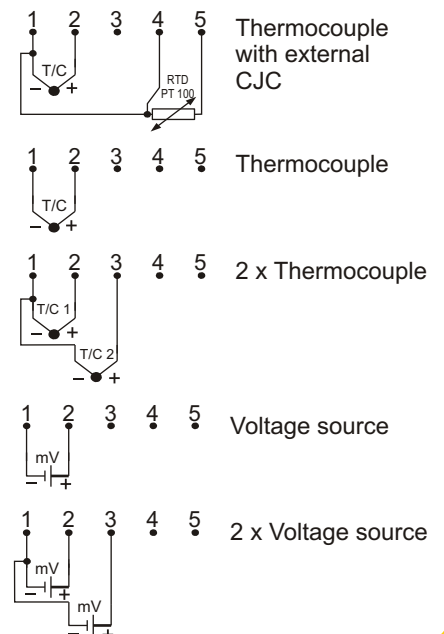 1 2 3 4 5
Thermocouple
with external
CJC
T/C
– +
RTD
PT 100
1 2 3 4 5
Thermocouple
T/C
– +
1 2 3 4 5
2 x Thermocouple
T/C 1
– +
T/C 2
– +
1 2 3 4 5
Voltage source
mV
– +
1 2 3 4 5
2 x Voltage source
mV
– +
mV
– +